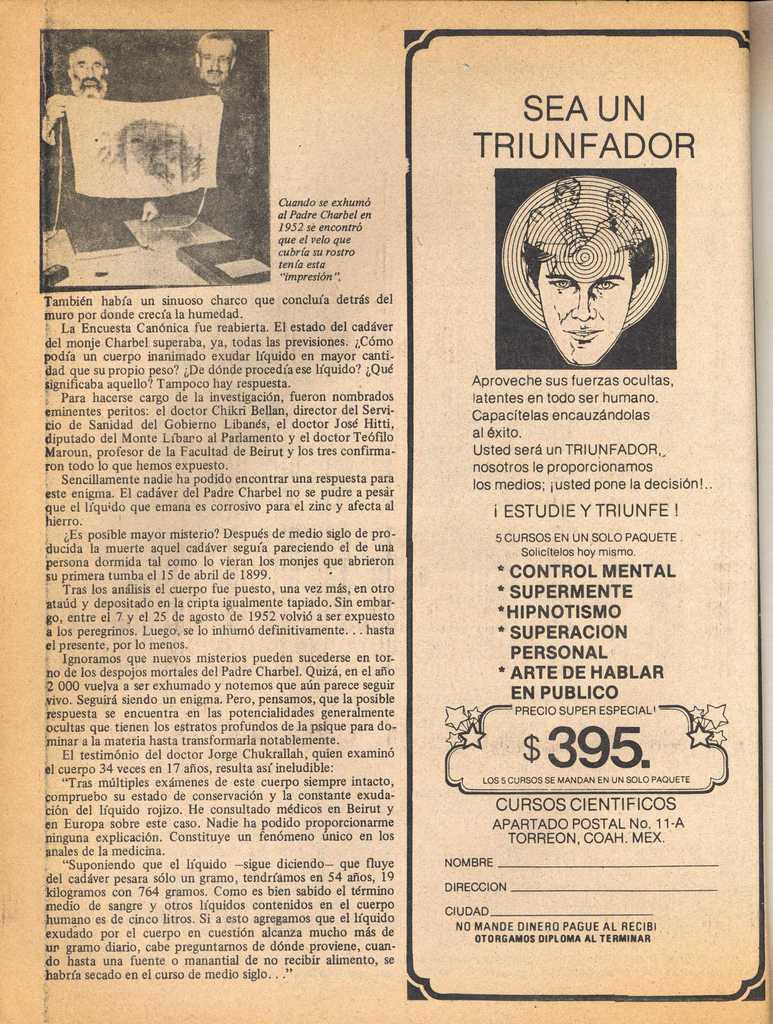 Cuando se exhumó
al Padre Charbel en
1952 se encontró
que el velo que
cubría su rostro
tenía esta
"impresión".
También había un sinuoso charco que concluía detrás del
muro por donde crecía la humedad.
La Encuesta Canónica fue reabierta. El estado del cadáver
del monje Charbel superaba, ya, todas las previsiones. ¿Cómo
podía un cuerpo inanimado exudar líquido en mayor canti-
dad que su propio peso? ¿De dónde procedía ese líquido? ¿Qué
significaba aquello? Tampoco hay respuesta.
Para hacerse cargo de la investigación, fueron nombrados
eminentes peritos: el doctor Chikri Bellan, director del Servi-
cio de Sanidad del Gobierno Libanés, el doctor José Hitti,
diputado del Monte Líbano al Parlamento y el doctor Teófilo
Maroun, profesor de la Facultad de Beirut y los tres confirma-
ron todo lo que hemos expuesto.
Sencillamente nadie ha podido encontrar una respuesta para
este enigma. El cadáver del Padre Charbel no se pudre a pesar
que el líquido que emana es corrosivo para el zinc y afecta al
hierro.
¿Es posible mayor misterio? Después de medio siglo de pro-
ducida la muerte aquel cadáver seguía pareciendo el de una
persona dormida tal como lo vieran los monjes que abrieron
su primera tumba el 15 de abril de 1899.
Tras los análisis el cuerpo fue puesto, una vez más, en otro
ataúd y depositado en la cripta igualmente tapiado. Sin embar-
go, entre el 7 y el 25 de agosto de 1952 volvió a ser expuesto
a los peregrinos. Luego, se lo inhumó definitivamente. . . hasta
el presente, por lo menos.
Ignoramos que nuevos misterios pueden sucederse en tor-
no de los despojos mortales del Padre Charbel. Quizá, en el año
2 000 vuelva a ser exhumado y notemos que aún parece seguir
vivo. Seguirá siendo un enigma. Pero, pensamos, que la posible
respuesta se encuentra en las potencialidades generalmente
ocultas que tienen los estratos profundos de la psique para do-
minar a la materia hasta transformarla notablemente.
El testimónio del doctor Jorge Chukrallah, quien examinó
el cuerpo 34 veces en 17 años, resulta así ineludible:
"Tras múltiples exámenes de este cuerpo siempre intacto,
compruebo su estado de conservación y la constante exuda-
ción del líquido rojizo. He consultado médicos en Beirut y
en Europa sobre este caso. Nadie ha podido proporcionarme
ninguna explicación. Constituye un fenómeno único en los
anales de la medicina.
"Suponiendo que el líquido —sigue diciendo— que fluye
del cadáver pesara sólo un gramo, tendríamos en 54 años, 19
kilogramos con 764 gramos. Como es bien sabido el término
medio de sangre y otros líquidos contenidos en el cuerpo
humano es de cinco litros. Si a esto agregamos que el líquido
exudado por el cuerpo en cuestión alcanza mucho más de
un gramo diario, cabe preguntarnos de dónde proviene, cuan-
do hasta una fuente o manantial de no recibir alimento, se
habría secado en el curso de medio siglo. . ."
SEA UN
TRIUNFADOR
Aproveche sus fuerzas ocultas,
latentes en todo ser humano.
Capacítelas encauzándolas
al éxito.
Usted será un TRIUNFADOR,
nosotros le proporcionamos
los medios; ¡usted pone la decisión!..
¡ ESTUDIE Y TRIUNFE !
5 CURSOS EN UN SOLO PAQUETE .
Solicítelos hoy mismo.
* CONTROL MENTAL
* SUPERMENTE
*HIPNOTISMO
* SUPERACION
PERSONAL
* ARTE DE HABLAR
EN PUBLICO
PRECIO SUPER ESPECIAL!
$395.
LOS 5 CURSOS SE MANDAN EN UN SOLO PAQUETE
CURSOS CIENTIFICOS
APARTADO POSTAL No. 11-A
TORREON, COAH. MEX.
NOMBRE
DIRECCION
CIUDAD
NO MANDE DINERO PAGUE AL RECIBI
OTORGAMOS DIPLOMA AL TERMINAR